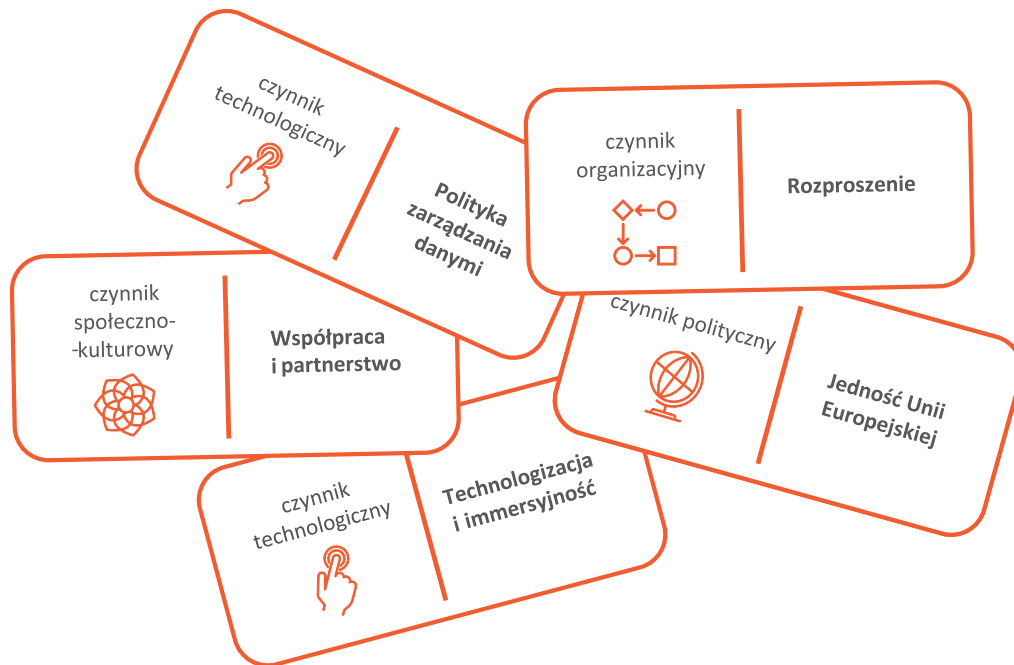 czynnik
technologiczny
Polityka
zarządzania
danymi
czynnik
organizacyjny
Rozproszenie
czynnik
społeczno-
-kulturowy
Współpraca
i partnerstwo
czynnik polityczny
Jedność Unii
Europejskiej
czynnik
technologiczny
Technologizacja
i immersyjność